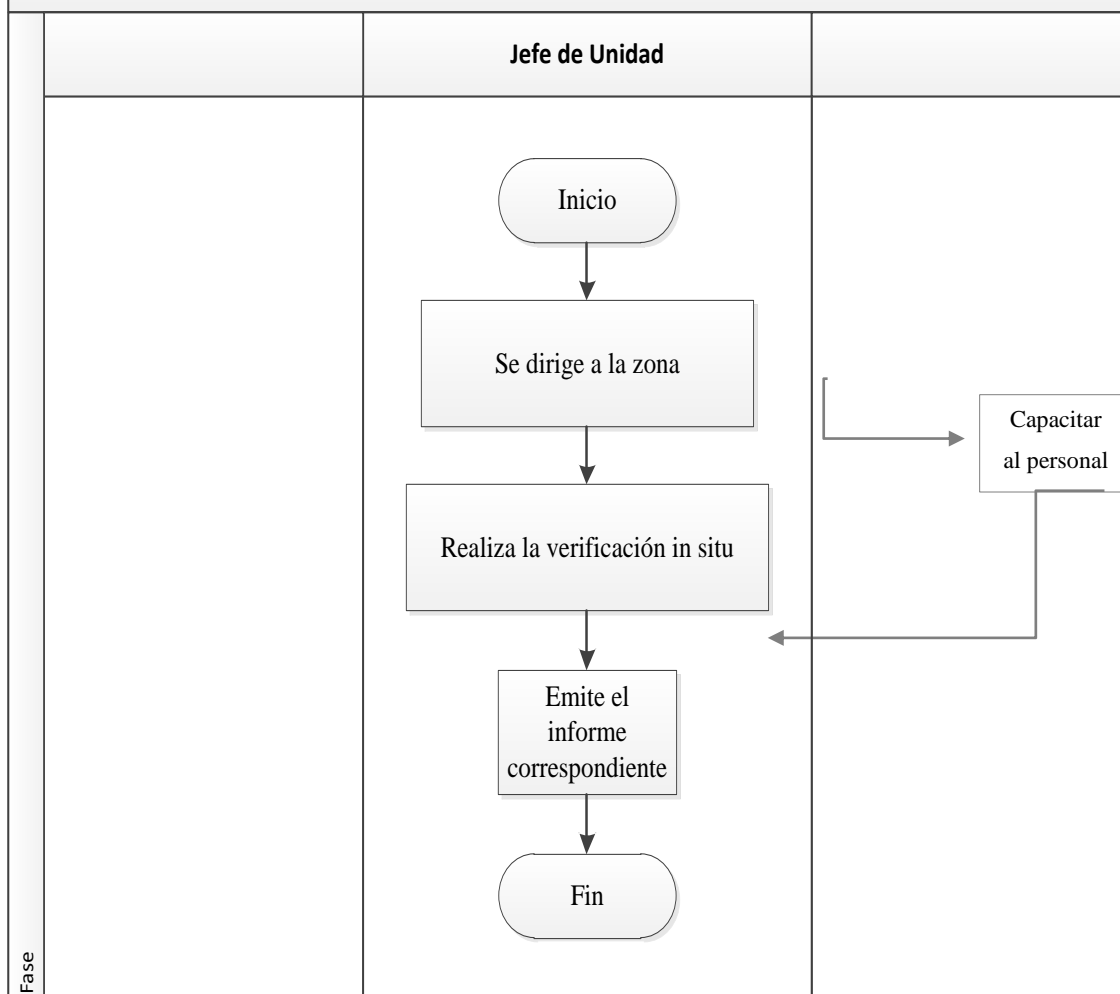 Jefe de Unidad
Inicio
Se dirige a la zona
Capacitar
al personal
Realiza la verificación in situ
Emite el
informe
correspondiente
Fin
Fase